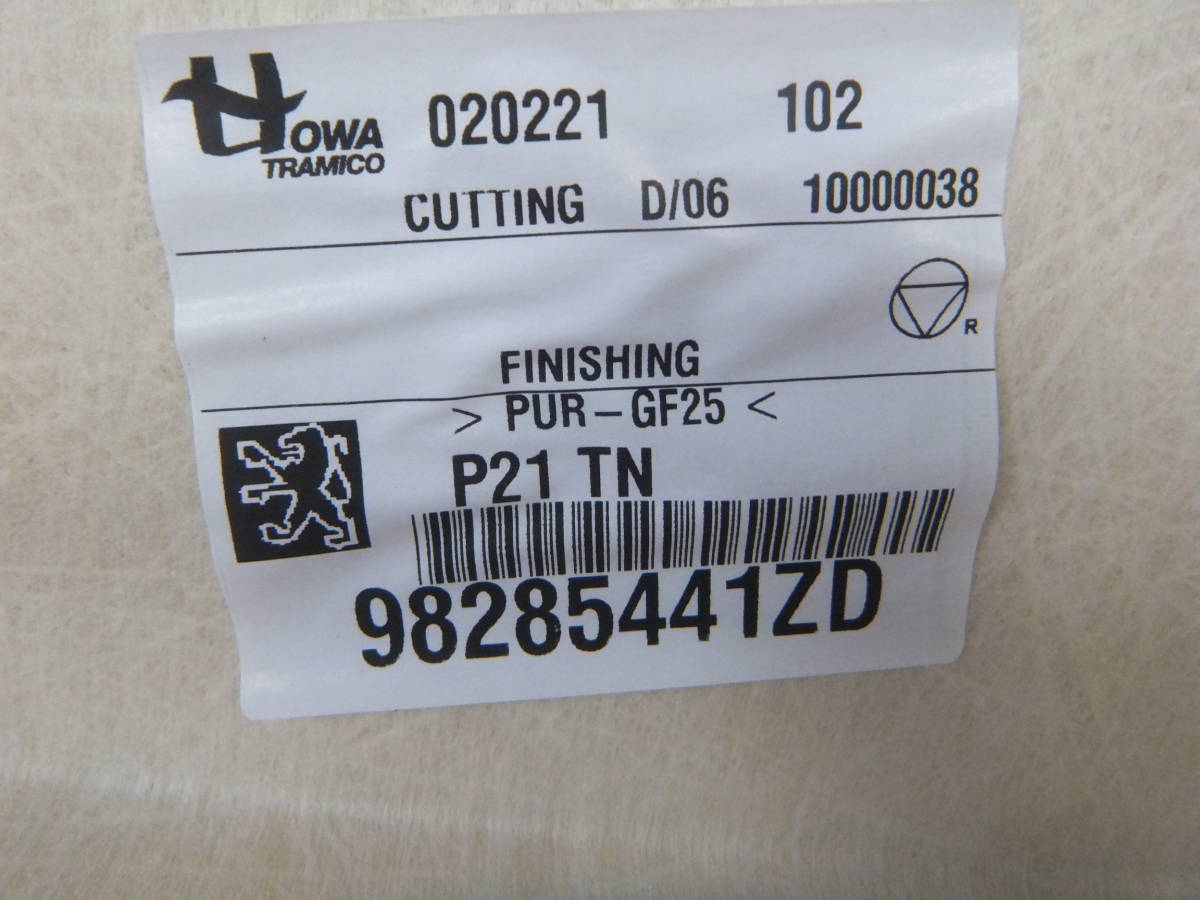 HOWA TRAMICO 020221 102
CUTTING D/06 10000038
R
FINISHING
> PUR-GF25 <
P21 TN
98285441ZD